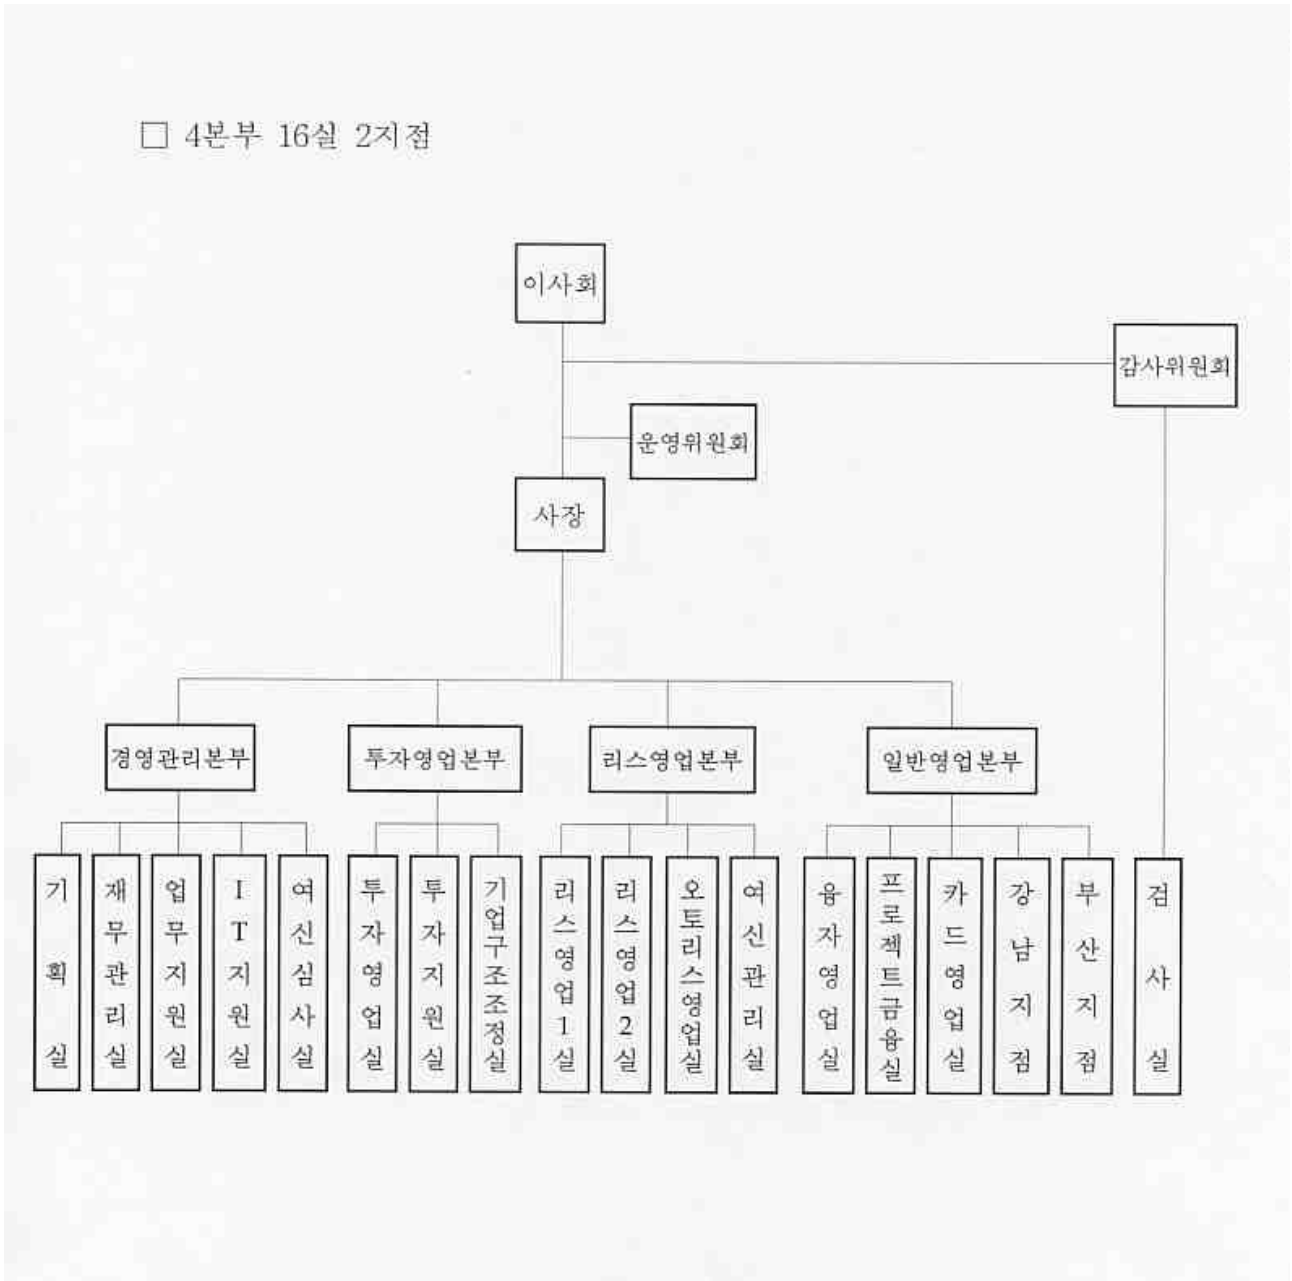 □ 4본부 16실 2지점
이사회
감사위원회
운영위원회
사장
경영관리본부
투자영업본부
리스영업본부
일반영업본부
기획실
재무관리실
업무지원실
IT지원실
여신심사실
투자영업실
투자지원실
기업구조조정실
리스영업1실
리스영업2실
오토리스영업실
여신관리실
융자영업실
프로젝트금융실
카드영업실
강남지점
부산지점
검사실